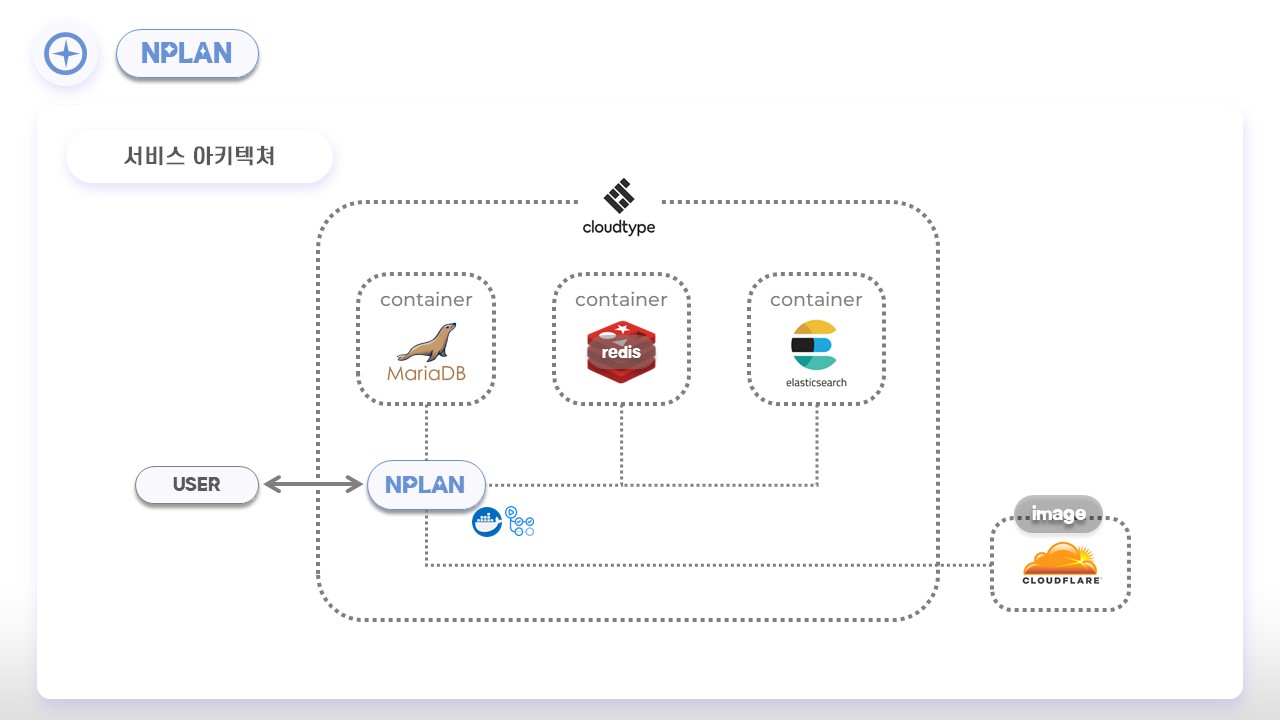 NPLAN
서비스 아키텍쳐
cloudtype
container
container
container
MariaDB
redis
elasticsearch
USER
NPLAN
image
CLOUDFLARE